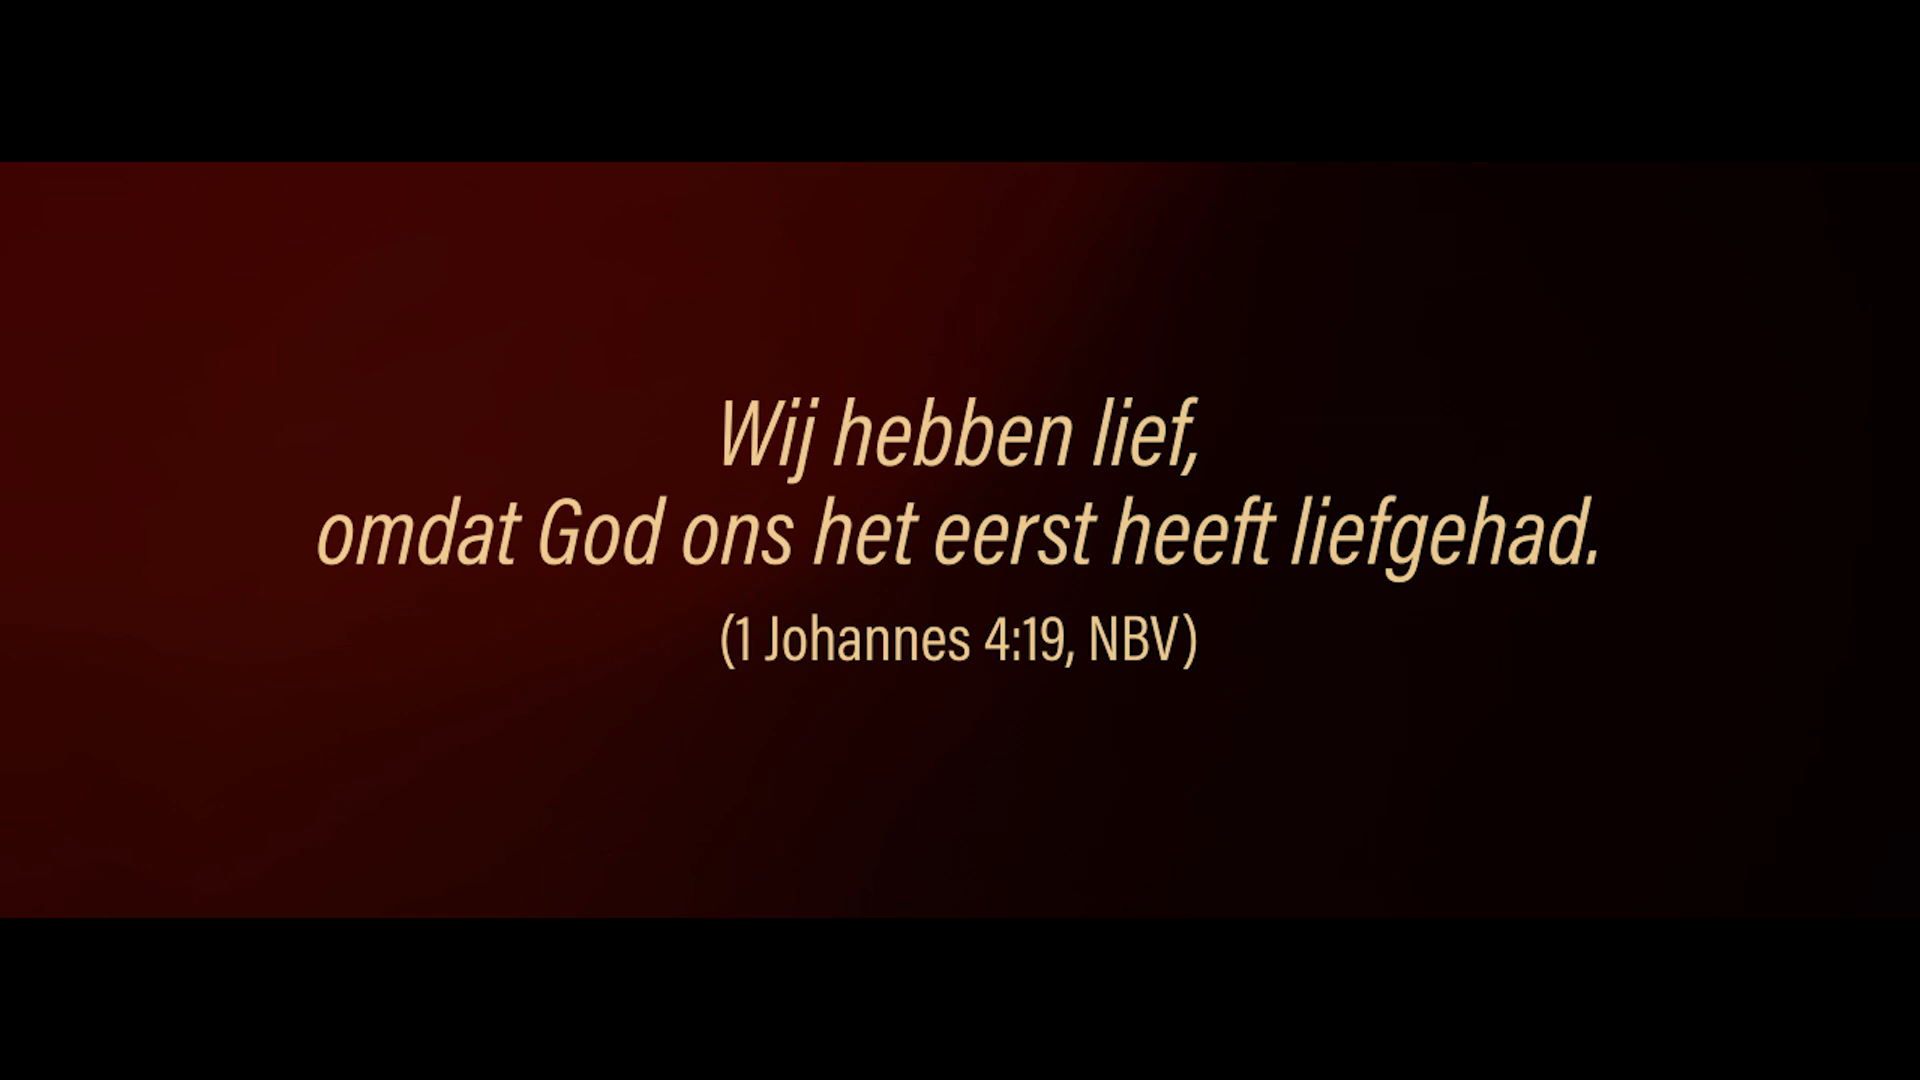 Wij hebben lief,
omdat God ons het eerst heeft liefgehad.
(1 Johannes 4:19, NBV)